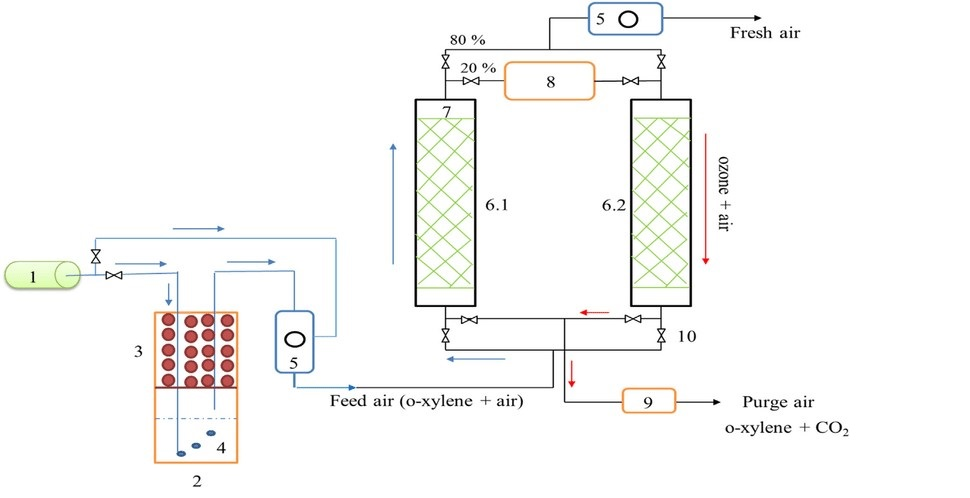 5
Fresh air
80 %
20 %
8
7
6.1
6.2
ozone + air
1
3
5
10
Feed air (o-xylene + air)
9
Purge air
o-xylene + CO₂
4
2